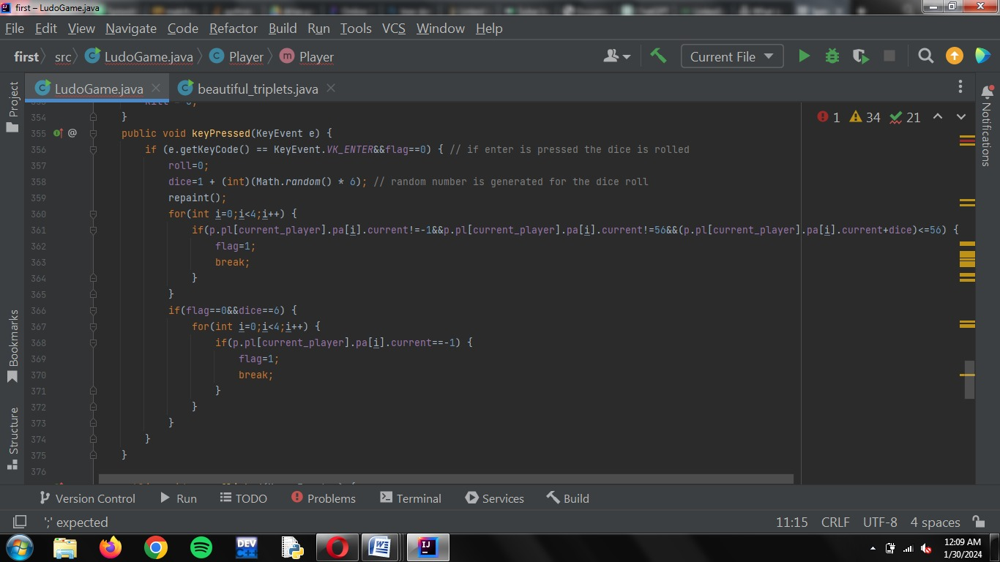 first – LudoGame.java
File Edit View Navigate Code Refactor Build Run Tools VCS Window Help
first src LudoGame.java Player Player Current File
LudoGame.java beautiful_triplets.java
Project
Bookmarks
Structure
Notifications
1 34 21
354 }
355 public void keyPressed(KeyEvent e) {
356 if (e.getKeyCode() == KeyEvent.VK_ENTER&&flag==0) { // if enter is pressed the dice is rolled
357 roll=0;
358 dice=1 + (int)(Math.random() * 6); // random number is generated for the dice roll
359 repaint();
360 for(int i=0;i<4;i++) {
361 if(p.pl[current_player].pa[i].current!=-1&&p.pl[current_player].pa[i].current!=56&&(p.pl[current_player].pa[i].current+dice)<=56) {
362 flag=1;
363 break;
364 }
365 }
366 if(flag==0&&dice==6) {
367 for(int i=0;i<4;i++) {
368 if(p.pl[current_player].pa[i].current==-1) {
369 flag=1;
370 break;
371 }
372 }
373 }
374 }
375 }
376
Version Control Run TODO Problems Terminal Services Build
';' expected 11:15 CRLF UTF-8 4 spaces
DEV C++ W IJ
12:09 AM
1/30/2024